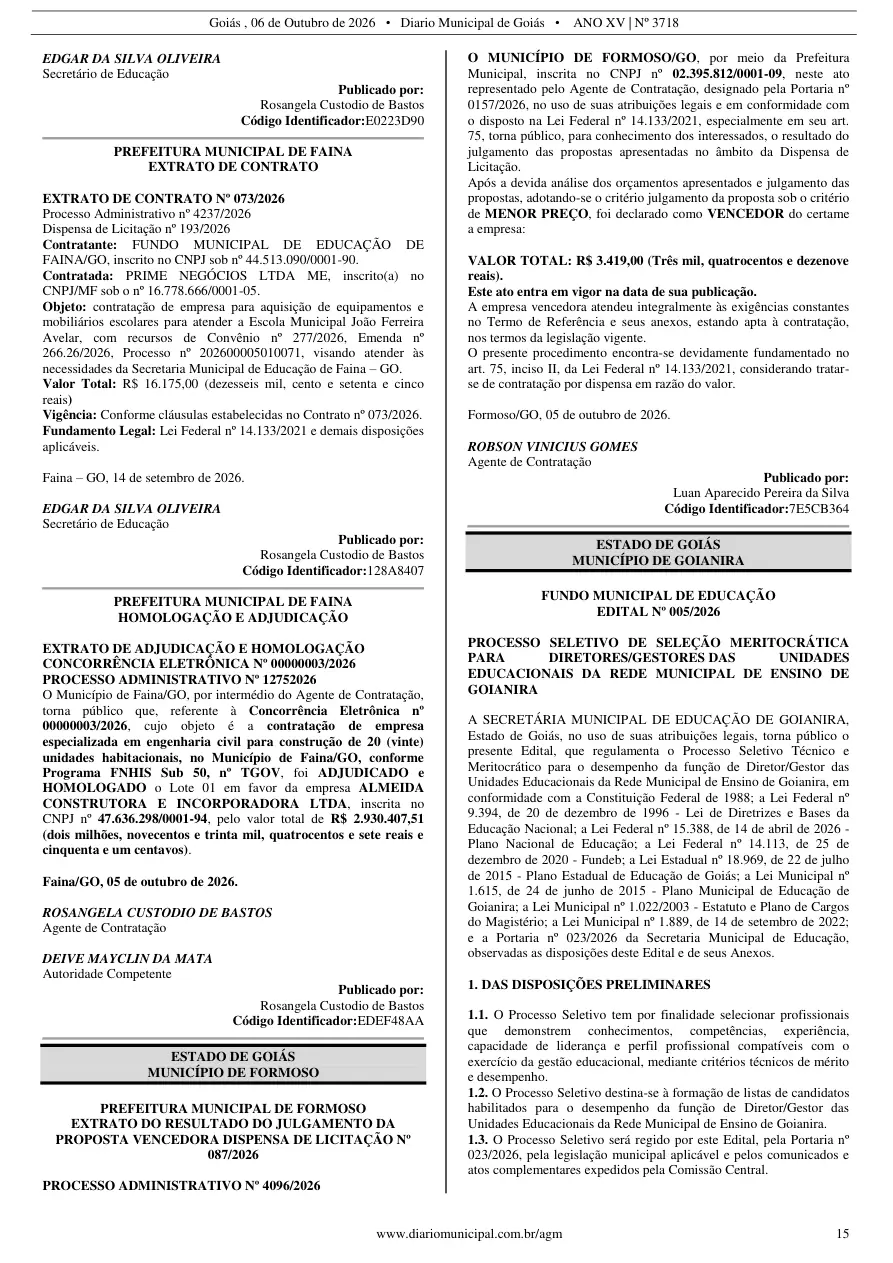 Goiás , 06 de Outubro de 2026 • Diario Municipal de Goiás • ANO XV | Nº 3718
EDGAR DA SILVA OLIVEIRA
Secretário de Educação
Publicado por:
Rosangela Custodio de Bastos
Código Identificador:E0223D90
PREFEITURA MUNICIPAL DE FAINA
EXTRATO DE CONTRATO
EXTRATO DE CONTRATO Nº 073/2026
Processo Administrativo nº 4237/2026
Dispensa de Licitação nº 193/2026
Contratante: FUNDO MUNICIPAL DE EDUCAÇÃO DE
FAINA/GO, inscrito no CNPJ sob nº 44.513.090/0001-90.
Contratada: PRIME NEGÓCIOS LTDA ME, inscrito(a) no
CNPJ/MF sob o nº 16.778.666/0001-05.
Objeto: contratação de empresa para aquisição de equipamentos e
mobiliários escolares para atender a Escola Municipal João Ferreira
Avelar, com recursos de Convênio nº 277/2026, Emenda nº
266.26/2026, Processo nº 202600005010071, visando atender às
necessidades da Secretaria Municipal de Educação de Faina – GO.
Valor Total: R$ 16.175,00 (dezesseis mil, cento e setenta e cinco
reais)
Vigência: Conforme cláusulas estabelecidas no Contrato nº 073/2026.
Fundamento Legal: Lei Federal nº 14.133/2021 e demais disposições
aplicáveis.
Faina – GO, 14 de setembro de 2026.
EDGAR DA SILVA OLIVEIRA
Secretário de Educação
Publicado por:
Rosangela Custodio de Bastos
Código Identificador:128A8407
PREFEITURA MUNICIPAL DE FAINA
HOMOLOGAÇÃO E ADJUDICAÇÃO
EXTRATO DE ADJUDICAÇÃO E HOMOLOGAÇÃO
CONCORRÊNCIA ELETRÔNICA Nº 00000003/2026
PROCESSO ADMINISTRATIVO Nº 12752026
O Município de Faina/GO, por intermédio do Agente de Contratação,
torna público que, referente à Concorrência Eletrônica nº
00000003/2026, cujo objeto é a contratação de empresa
especializada em engenharia civil para construção de 20 (vinte)
unidades habitacionais, no Município de Faina/GO, conforme
Programa FNHIS Sub 50, nº TGOV, foi ADJUDICADO e
HOMOLOGADO o Lote 01 em favor da empresa ALMEIDA
CONSTRUTORA E INCORPORADORA LTDA, inscrita no
CNPJ nº 47.636.298/0001-94, pelo valor total de R$ 2.930.407,51
(dois milhões, novecentos e trinta mil, quatrocentos e sete reais e
cinquenta e um centavos).
Faina/GO, 05 de outubro de 2026.
ROSANGELA CUSTODIO DE BASTOS
Agente de Contratação
DEIVE MAYCLIN DA MATA
Autoridade Competente
Publicado por:
Rosangela Custodio de Bastos
Código Identificador:EDEF48AA
ESTADO DE GOIÁS
MUNICÍPIO DE FORMOSO
PREFEITURA MUNICIPAL DE FORMOSO
EXTRATO DO RESULTADO DO JULGAMENTO DA
PROPOSTA VENCEDORA DISPENSA DE LICITAÇÃO Nº
087/2026
PROCESSO ADMINISTRATIVO Nº 4096/2026
O MUNICÍPIO DE FORMOSO/GO, por meio da Prefeitura
Municipal, inscrita no CNPJ nº 02.395.812/0001-09, neste ato
representado pelo Agente de Contratação, designado pela Portaria nº
0157/2026, no uso de suas atribuições legais e em conformidade com
o disposto na Lei Federal nº 14.133/2021, especialmente em seu art.
75, torna público, para conhecimento dos interessados, o resultado do
julgamento das propostas apresentadas no âmbito da Dispensa de
Licitação.
Após a devida análise dos orçamentos apresentados e julgamento das
propostas, adotando-se o critério julgamento da proposta sob o critério
de MENOR PREÇO, foi declarado como VENCEDOR do certame
a empresa:
VALOR TOTAL: R$ 3.419,00 (Três mil, quatrocentos e dezenove
reais).
Este ato entra em vigor na data de sua publicação.
A empresa vencedora atendeu integralmente às exigências constantes
no Termo de Referência e seus anexos, estando apta à contratação,
nos termos da legislação vigente.
O presente procedimento encontra-se devidamente fundamentado no
art. 75, inciso II, da Lei Federal nº 14.133/2021, considerando tratar-
se de contratação por dispensa em razão do valor.
Formoso/GO, 05 de outubro de 2026.
ROBSON VINICIUS GOMES
Agente de Contratação
Publicado por:
Luan Aparecido Pereira da Silva
Código Identificador:7E5CB364
ESTADO DE GOIÁS
MUNICÍPIO DE GOIANIRA
FUNDO MUNICIPAL DE EDUCAÇÃO
EDITAL Nº 005/2026
PROCESSO SELETIVO DE SELEÇÃO MERITOCRÁTICA
PARA DIRETORES/GESTORES DAS UNIDADES
EDUCACIONAIS DA REDE MUNICIPAL DE ENSINO DE
GOIANIRA
A SECRETÁRIA MUNICIPAL DE EDUCAÇÃO DE GOIANIRA,
Estado de Goiás, no uso de suas atribuições legais, torna público o
presente Edital, que regulamenta o Processo Seletivo Técnico e
Meritocrático para o desempenho da função de Diretor/Gestor das
Unidades Educacionais da Rede Municipal de Ensino de Goianira, em
conformidade com a Constituição Federal de 1988; a Lei Federal nº
9.394, de 20 de dezembro de 1996 - Lei de Diretrizes e Bases da
Educação Nacional; a Lei Federal nº 15.388, de 14 de abril de 2026 -
Plano Nacional de Educação; a Lei Federal nº 14.113, de 25 de
dezembro de 2020 - Fundeb; a Lei Estadual nº 18.969, de 22 de julho
de 2015 - Plano Estadual de Educação de Goiás; a Lei Municipal nº
1.615, de 24 de junho de 2015 - Plano Municipal de Educação de
Goianira; a Lei Municipal nº 1.022/2003 - Estatuto e Plano de Cargos
do Magistério; a Lei Municipal nº 1.889, de 14 de setembro de 2022;
e a Portaria nº 023/2026 da Secretaria Municipal de Educação,
observadas as disposições deste Edital e de seus Anexos.
1. DAS DISPOSIÇÕES PRELIMINARES
1.1. O Processo Seletivo tem por finalidade selecionar profissionais
que demonstrem conhecimentos, competências, experiência,
capacidade de liderança e perfil profissional compatíveis com o
exercício da gestão educacional, mediante critérios técnicos de mérito
e desempenho.
1.2. O Processo Seletivo destina-se à formação de listas de candidatos
habilitados para o desempenho da função de Diretor/Gestor das
Unidades Educacionais da Rede Municipal de Ensino de Goianira.
1.3. O Processo Seletivo será regido por este Edital, pela Portaria nº
023/2026, pela legislação municipal aplicável e pelos comunicados e
atos complementares expedidos pela Comissão Central.
www.diariomunicipal.com.br/agm 15